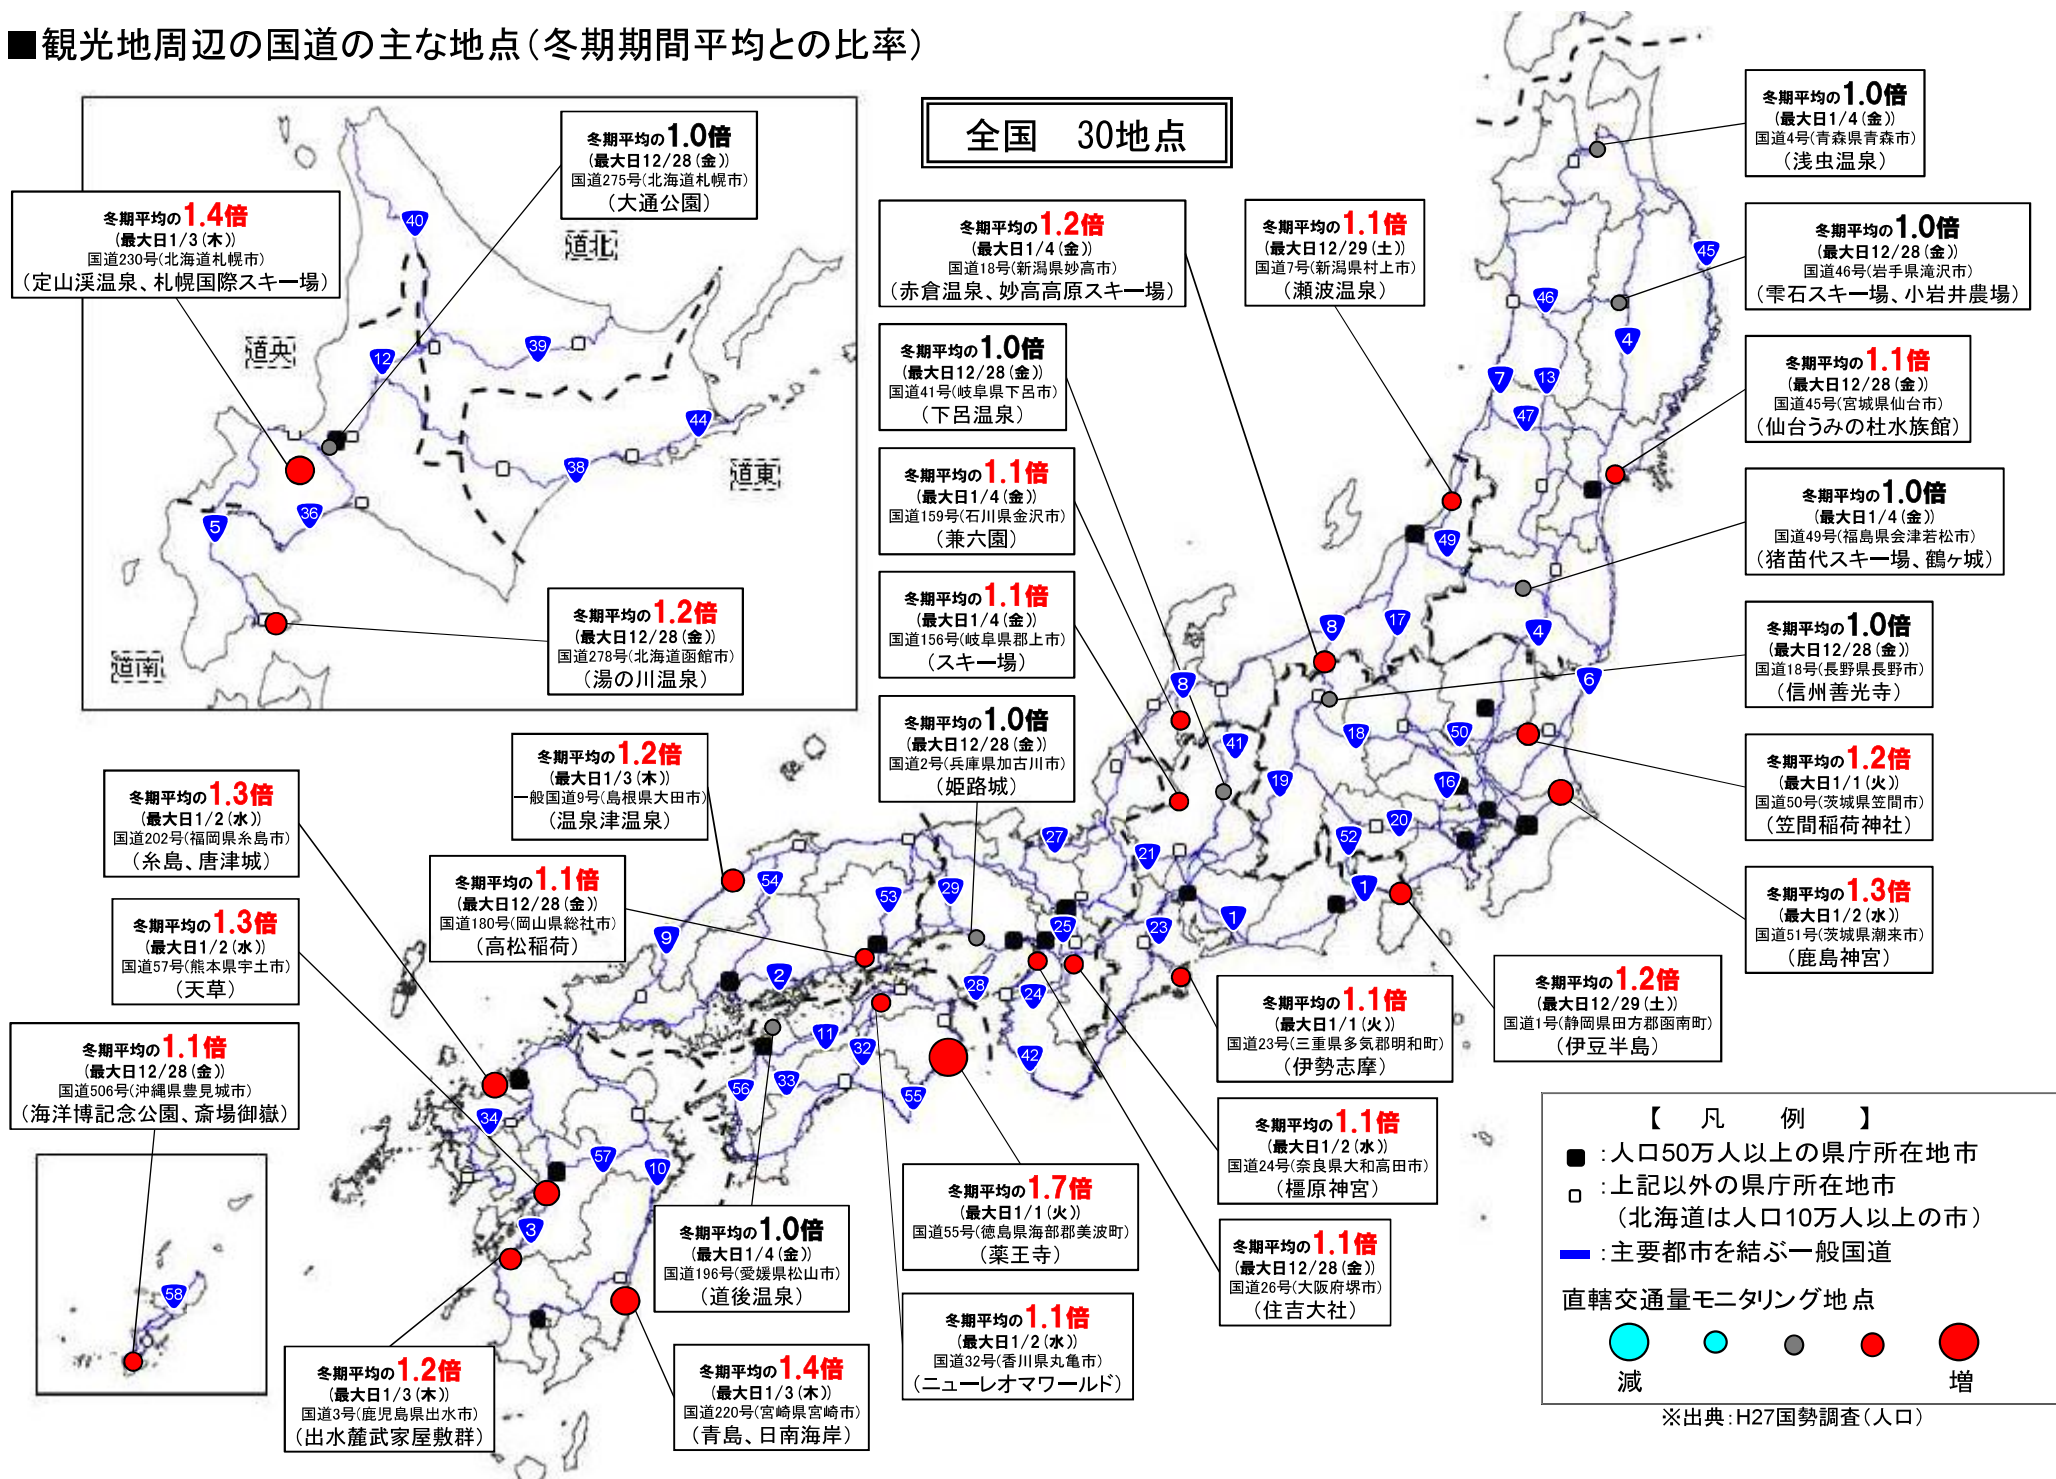 ■観光地周辺の国道の主な地点(冬期期間平均との比率)
全国　30地点
冬期平均の1.0倍
(最大日12/28(金))
国道275号(北海道札幌市)
(大通公園)
冬期平均の1.4倍
(最大日1/3(木))
国道230号(北海道札幌市)
(定山渓温泉、札幌国際スキー場)
冬期平均の1.2倍
(最大日12/28(金))
国道278号(北海道函館市)
(湯の川温泉)
道北
道央
道東
道南
40
39
12
44
38
36
5
冬期平均の1.0倍
(最大日1/4(金))
国道4号(青森県青森市)
(浅虫温泉)
冬期平均の1.0倍
(最大日12/28(金))
国道46号(岩手県滝沢市)
(雫石スキー場、小岩井農場)
冬期平均の1.1倍
(最大日12/28(金))
国道45号(宮城県仙台市)
(仙台うみの杜水族館)
冬期平均の1.0倍
(最大日1/4(金))
国道49号(福島県会津若松市)
(猪苗代スキー場、鶴ヶ城)
冬期平均の1.0倍
(最大日12/28(金))
国道18号(長野県長野市)
(信州善光寺)
冬期平均の1.2倍
(最大日1/1(火))
国道50号(茨城県笠間市)
(笠間稲荷神社)
冬期平均の1.3倍
(最大日1/2(水))
国道51号(茨城県潮来市)
(鹿島神宮)
冬期平均の1.2倍
(最大日1/4(金))
国道18号(新潟県妙高市)
(赤倉温泉、妙高高原スキー場)
冬期平均の1.1倍
(最大日12/29(土))
国道7号(新潟県村上市)
(瀬波温泉)
冬期平均の1.0倍
(最大日12/28(金))
国道41号(岐阜県下呂市)
(下呂温泉)
冬期平均の1.1倍
(最大日1/4(金))
国道159号(石川県金沢市)
(兼六園)
冬期平均の1.1倍
(最大日1/4(金))
国道156号(岐阜県郡上市)
(スキー場)
冬期平均の1.0倍
(最大日12/28(金))
国道2号(兵庫県加古川市)
(姫路城)
冬期平均の1.2倍
(最大日1/3(木))
一般国道9号(島根県大田市)
(温泉津温泉)
冬期平均の1.1倍
(最大日12/28(金))
国道180号(岡山県総社市)
(高松稲荷)
冬期平均の1.3倍
(最大日1/2(水))
国道202号(福岡県糸島市)
(糸島、唐津城)
冬期平均の1.3倍
(最大日1/2(水))
国道57号(熊本県宇土市)
(天草)
冬期平均の1.1倍
(最大日12/28(金))
国道506号(沖縄県豊見城市)
(海洋博記念公園、斎場御嶽)
冬期平均の1.2倍
(最大日1/3(木))
国道3号(鹿児島県出水市)
(出水麓武家屋敷群)
冬期平均の1.4倍
(最大日1/3(木))
国道220号(宮崎県宮崎市)
(青島、日南海岸)
冬期平均の1.0倍
(最大日1/4(金))
国道196号(愛媛県松山市)
(道後温泉)
冬期平均の1.7倍
(最大日1/1(火))
国道55号(徳島県海部郡美波町)
(薬王寺)
冬期平均の1.1倍
(最大日1/2(水))
国道32号(香川県丸亀市)
(ニューレオマワールド)
冬期平均の1.1倍
(最大日1/1(火))
国道23号(三重県多気郡明和町)
(伊勢志摩)
冬期平均の1.1倍
(最大日1/2(水))
国道24号(奈良県大和高田市)
(橿原神宮)
冬期平均の1.1倍
(最大日12/28(金))
国道26号(大阪府堺市)
(住吉大社)
冬期平均の1.2倍
(最大日12/29(土))
国道1号(静岡県田方郡函南町)
(伊豆半島)
45
46
4
7
13
47
49
8
17
4
6
8
41
18
50
19
16
20
52
27
21
1
1
23
54
53
29
25
9
2
28
24
11
32
42
56
33
55
34
57
10
3
58
【　凡　例　】
:人口50万人以上の県庁所在地市
:上記以外の県庁所在地市
(北海道は人口10万人以上の市)
:主要都市を結ぶ一般国道
直轄交通量モニタリング地点
減
増
※出典:H27国勢調査(人口)